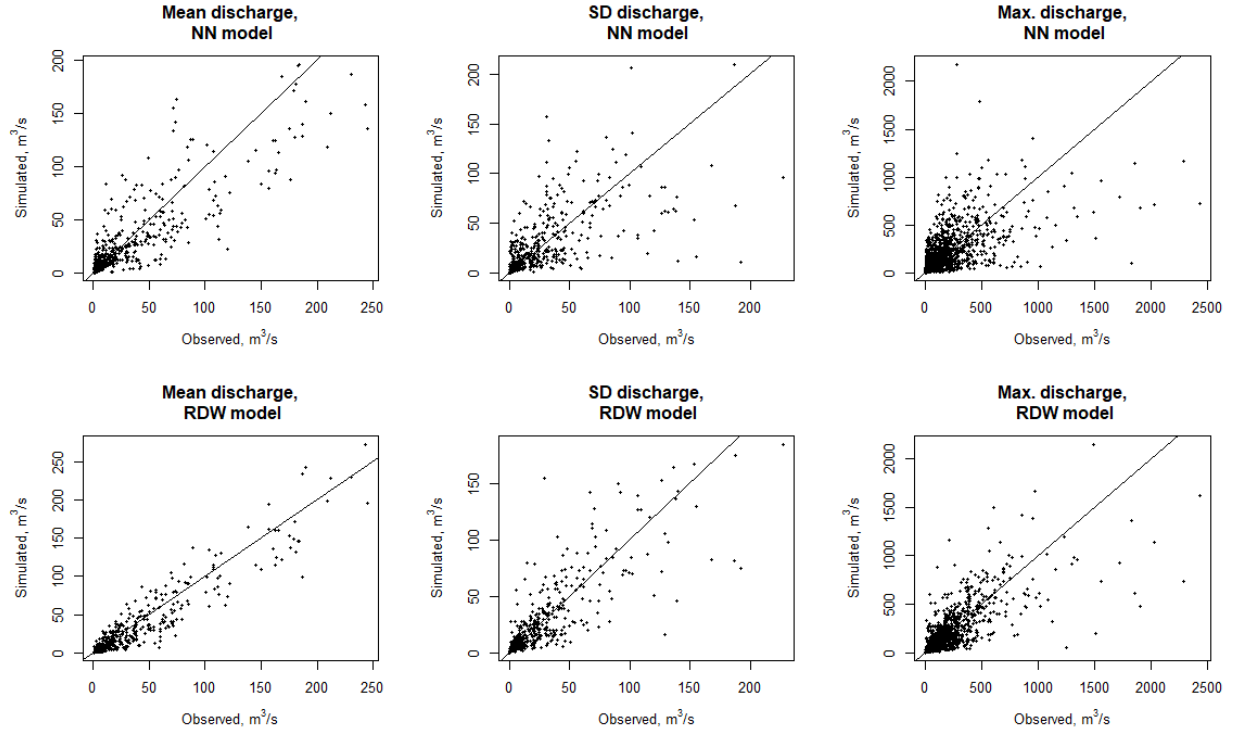 Mean discharge,
NN model
Simulated, m³/s
0 50 100 150 200
0 50 100 150 200 250
Observed, m³/s
SD discharge,
NN model
Simulated, m³/s
0 50 100 150 200
0 50 100 150 200
Observed, m³/s
Max. discharge,
NN model
Simulated, m³/s
0 500 1000 1500 2000
0 500 1000 1500 2000 2500
Observed, m³/s
Mean discharge,
RDW model
Simulated, m³/s
0 50 100 150 200 250
0 50 100 150 200 250
Observed, m³/s
SD discharge,
RDW model
Simulated, m³/s
0 50 100 150
0 50 100 150 200
Observed, m³/s
Max. discharge,
RDW model
Simulated, m³/s
0 500 1000 1500 2000
0 500 1000 1500 2000 2500
Observed, m³/s